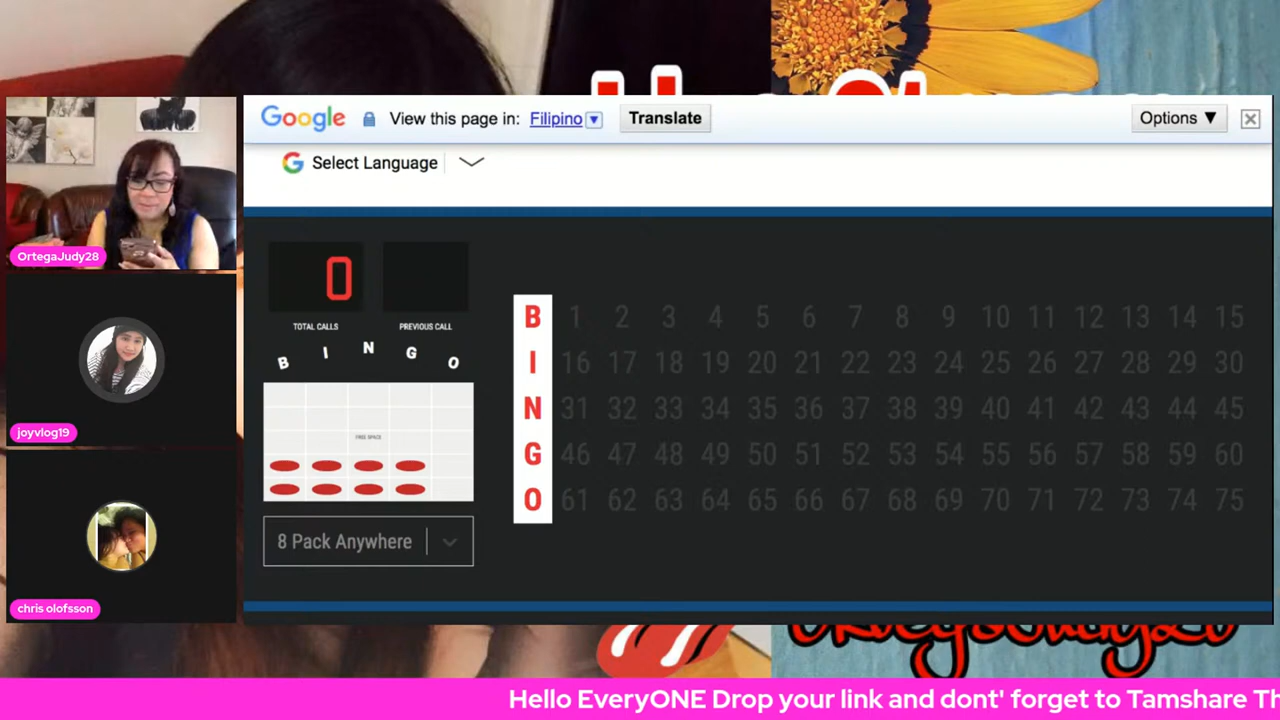 Google View this page in: Filipino Translate Options ▼
G Select Language
0
TOTAL CALLS PREVIOUS CALL
B I N G O
FREE SPACE
8 Pack Anywhere
B 1 2 3 4 5 6 7 8 9 10 11 12 13 14 15
I 16 17 18 19 20 21 22 23 24 25 26 27 28 29 30
N 31 32 33 34 35 36 37 38 39 40 41 42 43 44 45
G 46 47 48 49 50 51 52 53 54 55 56 57 58 59 60
O 61 62 63 64 65 66 67 68 69 70 71 72 73 74 75
OrtegaJudy28
joyvlog19
chris olofsson
Hello EveryONE Drop your link and dont' forget to Tamshare